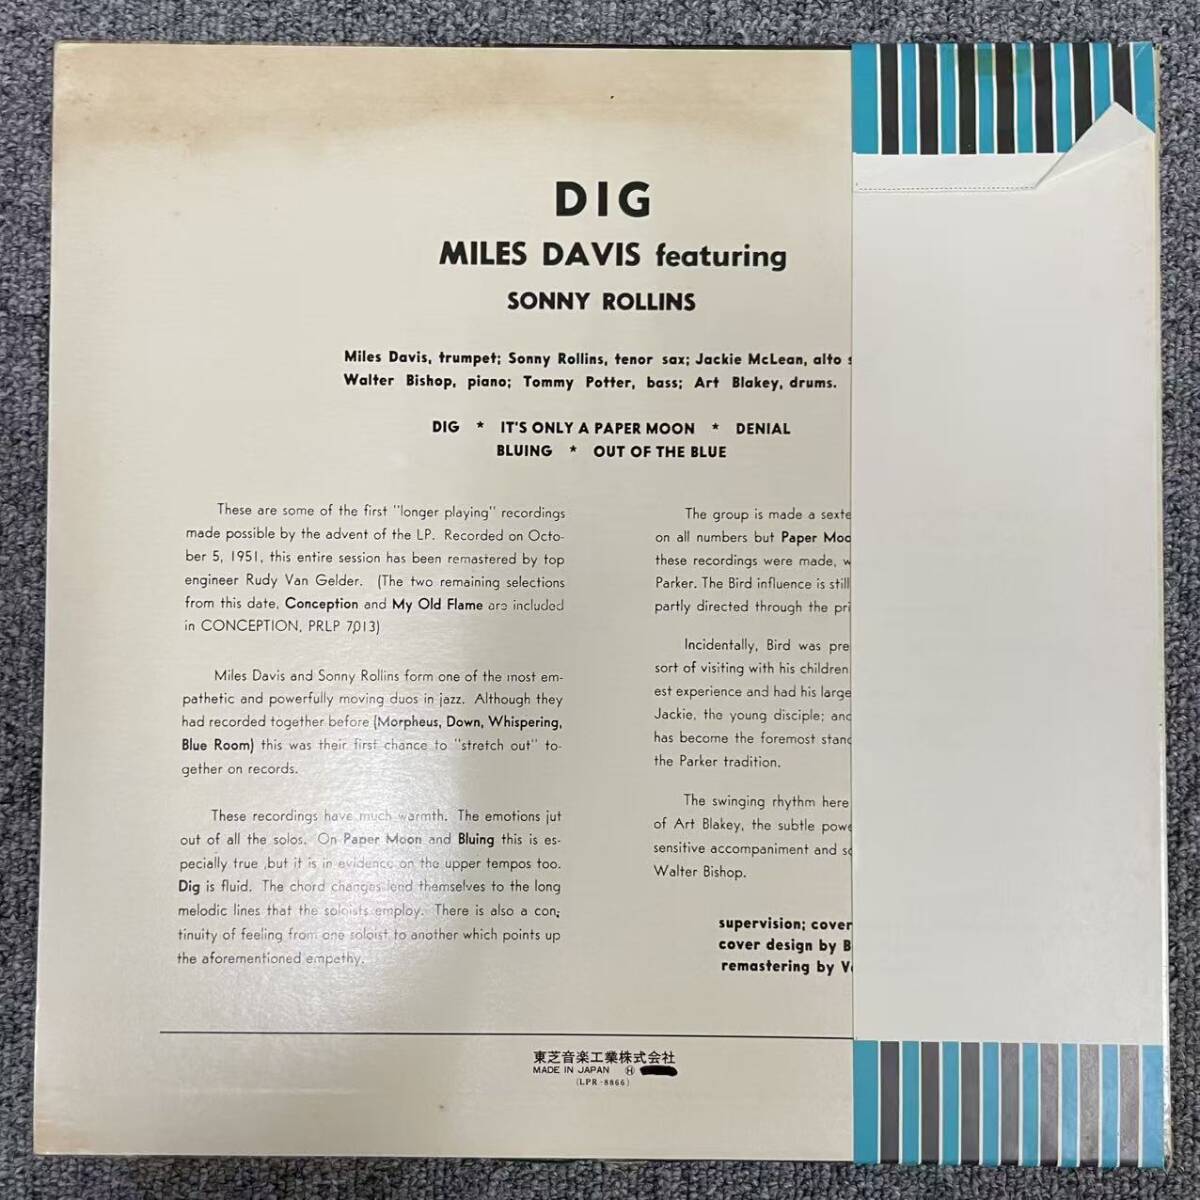 DIG
MILES DAVIS featuring
SONNY ROLLINS
Miles Davis, trumpet; Sonny Rollins, tenor sax; Jackie McLean, alto
Walter Bishop, piano; Tommy Potter, bass; Art Blakey, drums.
DIG * IT'S ONLY A PAPER MOON * DENIAL
BLUING * OUT OF THE BLUE
These are some of the first "longer playing" recordings
made possible by the advent of the LP. Recorded on Octo-
ber 5, 1951, this entire session has been remastered by top
engineer Rudy Van Gelder. (The two remaining selections
from this date, Conception and My Old Flame are included
in CONCEPTION, PRLP 7013)
Miles Davis and Sonny Rollins form one of the most em-
pathetic and powerfully moving duos in jazz. Although they
had recorded together before (Morpheus, Down, Whispering,
Blue Room) this was their first chance to "stretch out" to-
gether on records.
These recordings have much warmth. The emotions jut
out of all the solos. On Paper Moon and Bluing this is es-
pecially true ,but it is in evidence on the upper tempos too.
Dig is fluid. The chord changes lend themselves to the long
melodic lines that the soloists employ. There is also a con-
tinuity of feeling from one soloist to another which points up
the aforementioned empathy.
The group is made a sexte
on all numbers but Paper Moo
these recordings were made, w
Parker. The Bird influence is still
partly directed through the pri
Incidentally, Bird was pre
sort of visiting with his children
est experience and had his large
Jackie, the young disciple; and
has become the foremost stand
the Parker tradition.
The swinging rhythm here
of Art Blakey, the subtle powe
sensitive accompaniment and so
Walter Bishop.
supervision; cover
cover design by B
remastering by V
東芝音楽工業株式会社
MADE IN JAPAN Ⓗ
(LPR-8866)